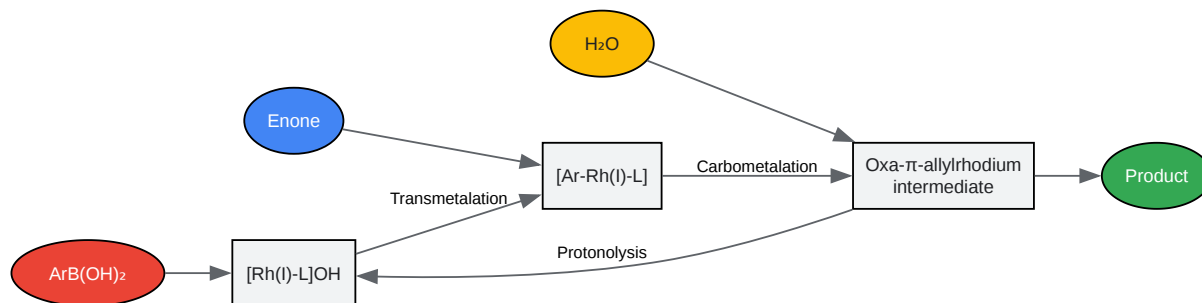 H₂O
Enone
[Ar-Rh(I)-L]
Carbometalation
Oxa-π-allylrhodium
intermediate
Product
Transmetalation
Protonolysis
ArB(OH)₂
[Rh(I)-L]OH